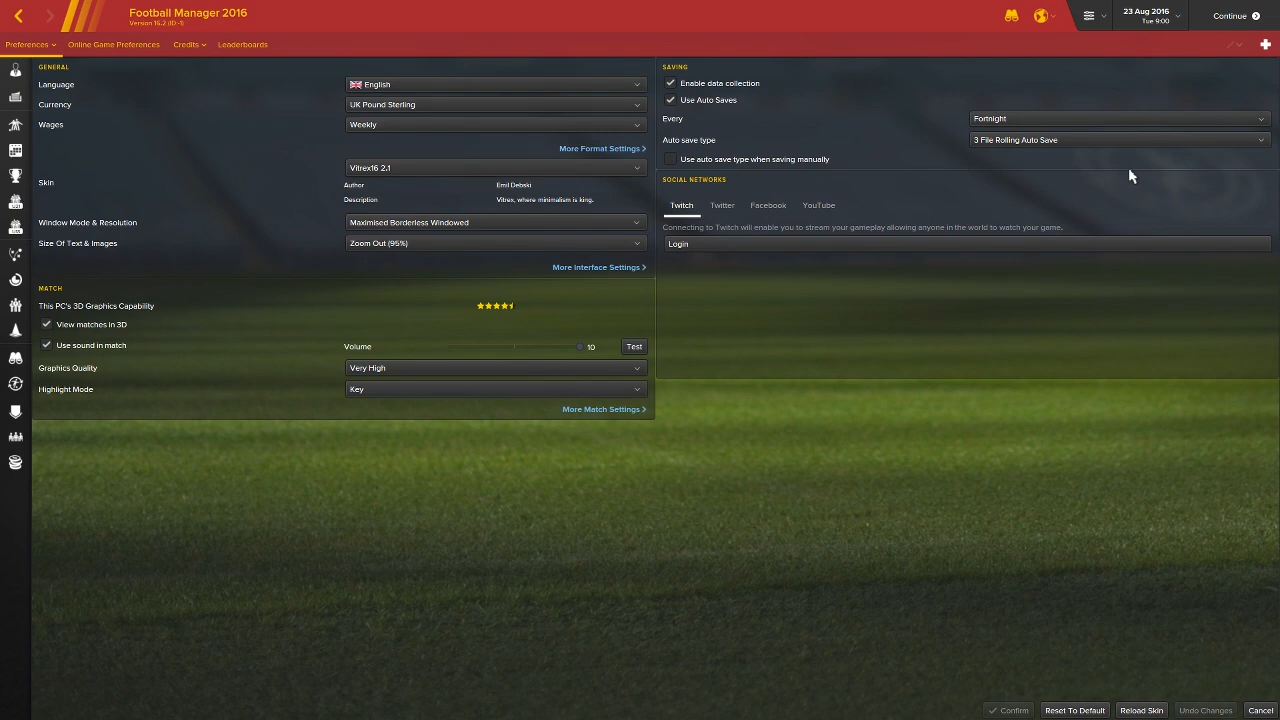 Football Manager 2016
Version 16.2 (ID:-1)
23 Aug 2016
Tue 9:00
Continue
Preferences
Online Game Preferences
Credits
Leaderboards
GENERAL
Language
English
Currency
UK Pound Sterling
Wages
Weekly
More Format Settings
Skin
Vitrex16 2.1
Author
Emil Debski
Description
Vitrex, where minimalism is king.
Window Mode & Resolution
Maximised Borderless Windowed
Size Of Text & Images
Zoom Out (95%)
More Interface Settings
MATCH
This PC's 3D Graphics Capability
View matches in 3D
Use sound in match
Volume
10
Test
Graphics Quality
Very High
Highlight Mode
Key
More Match Settings
SAVING
Enable data collection
Use Auto Saves
Every
Fortnight
Auto save type
3 File Rolling Auto Save
Use auto save type when saving manually
SOCIAL NETWORKS
Twitch
Twitter
Facebook
YouTube
Connecting to Twitch will enable you to stream your gameplay allowing anyone in the world to watch your game.
Login
Confirm
Reset To Default
Reload Skin
Undo Changes
Cancel